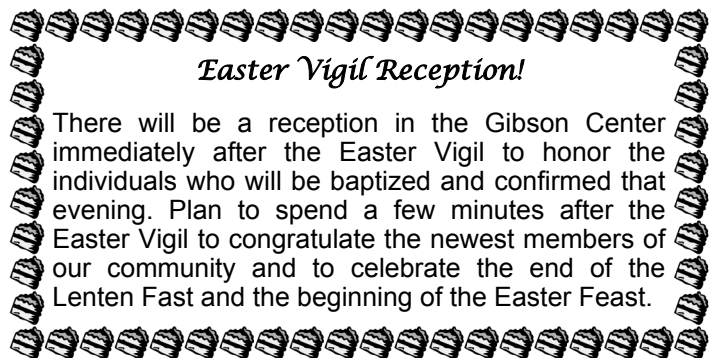 Easter Vigil Reception!
There will be a reception in the Gibson Center
immediately after the Easter Vigil to honor the
individuals who will be baptized and confirmed that
evening. Plan to spend a few minutes after the
Easter Vigil to congratulate the newest members of
our community and to celebrate the end of the
Lenten Fast and the beginning of the Easter Feast.